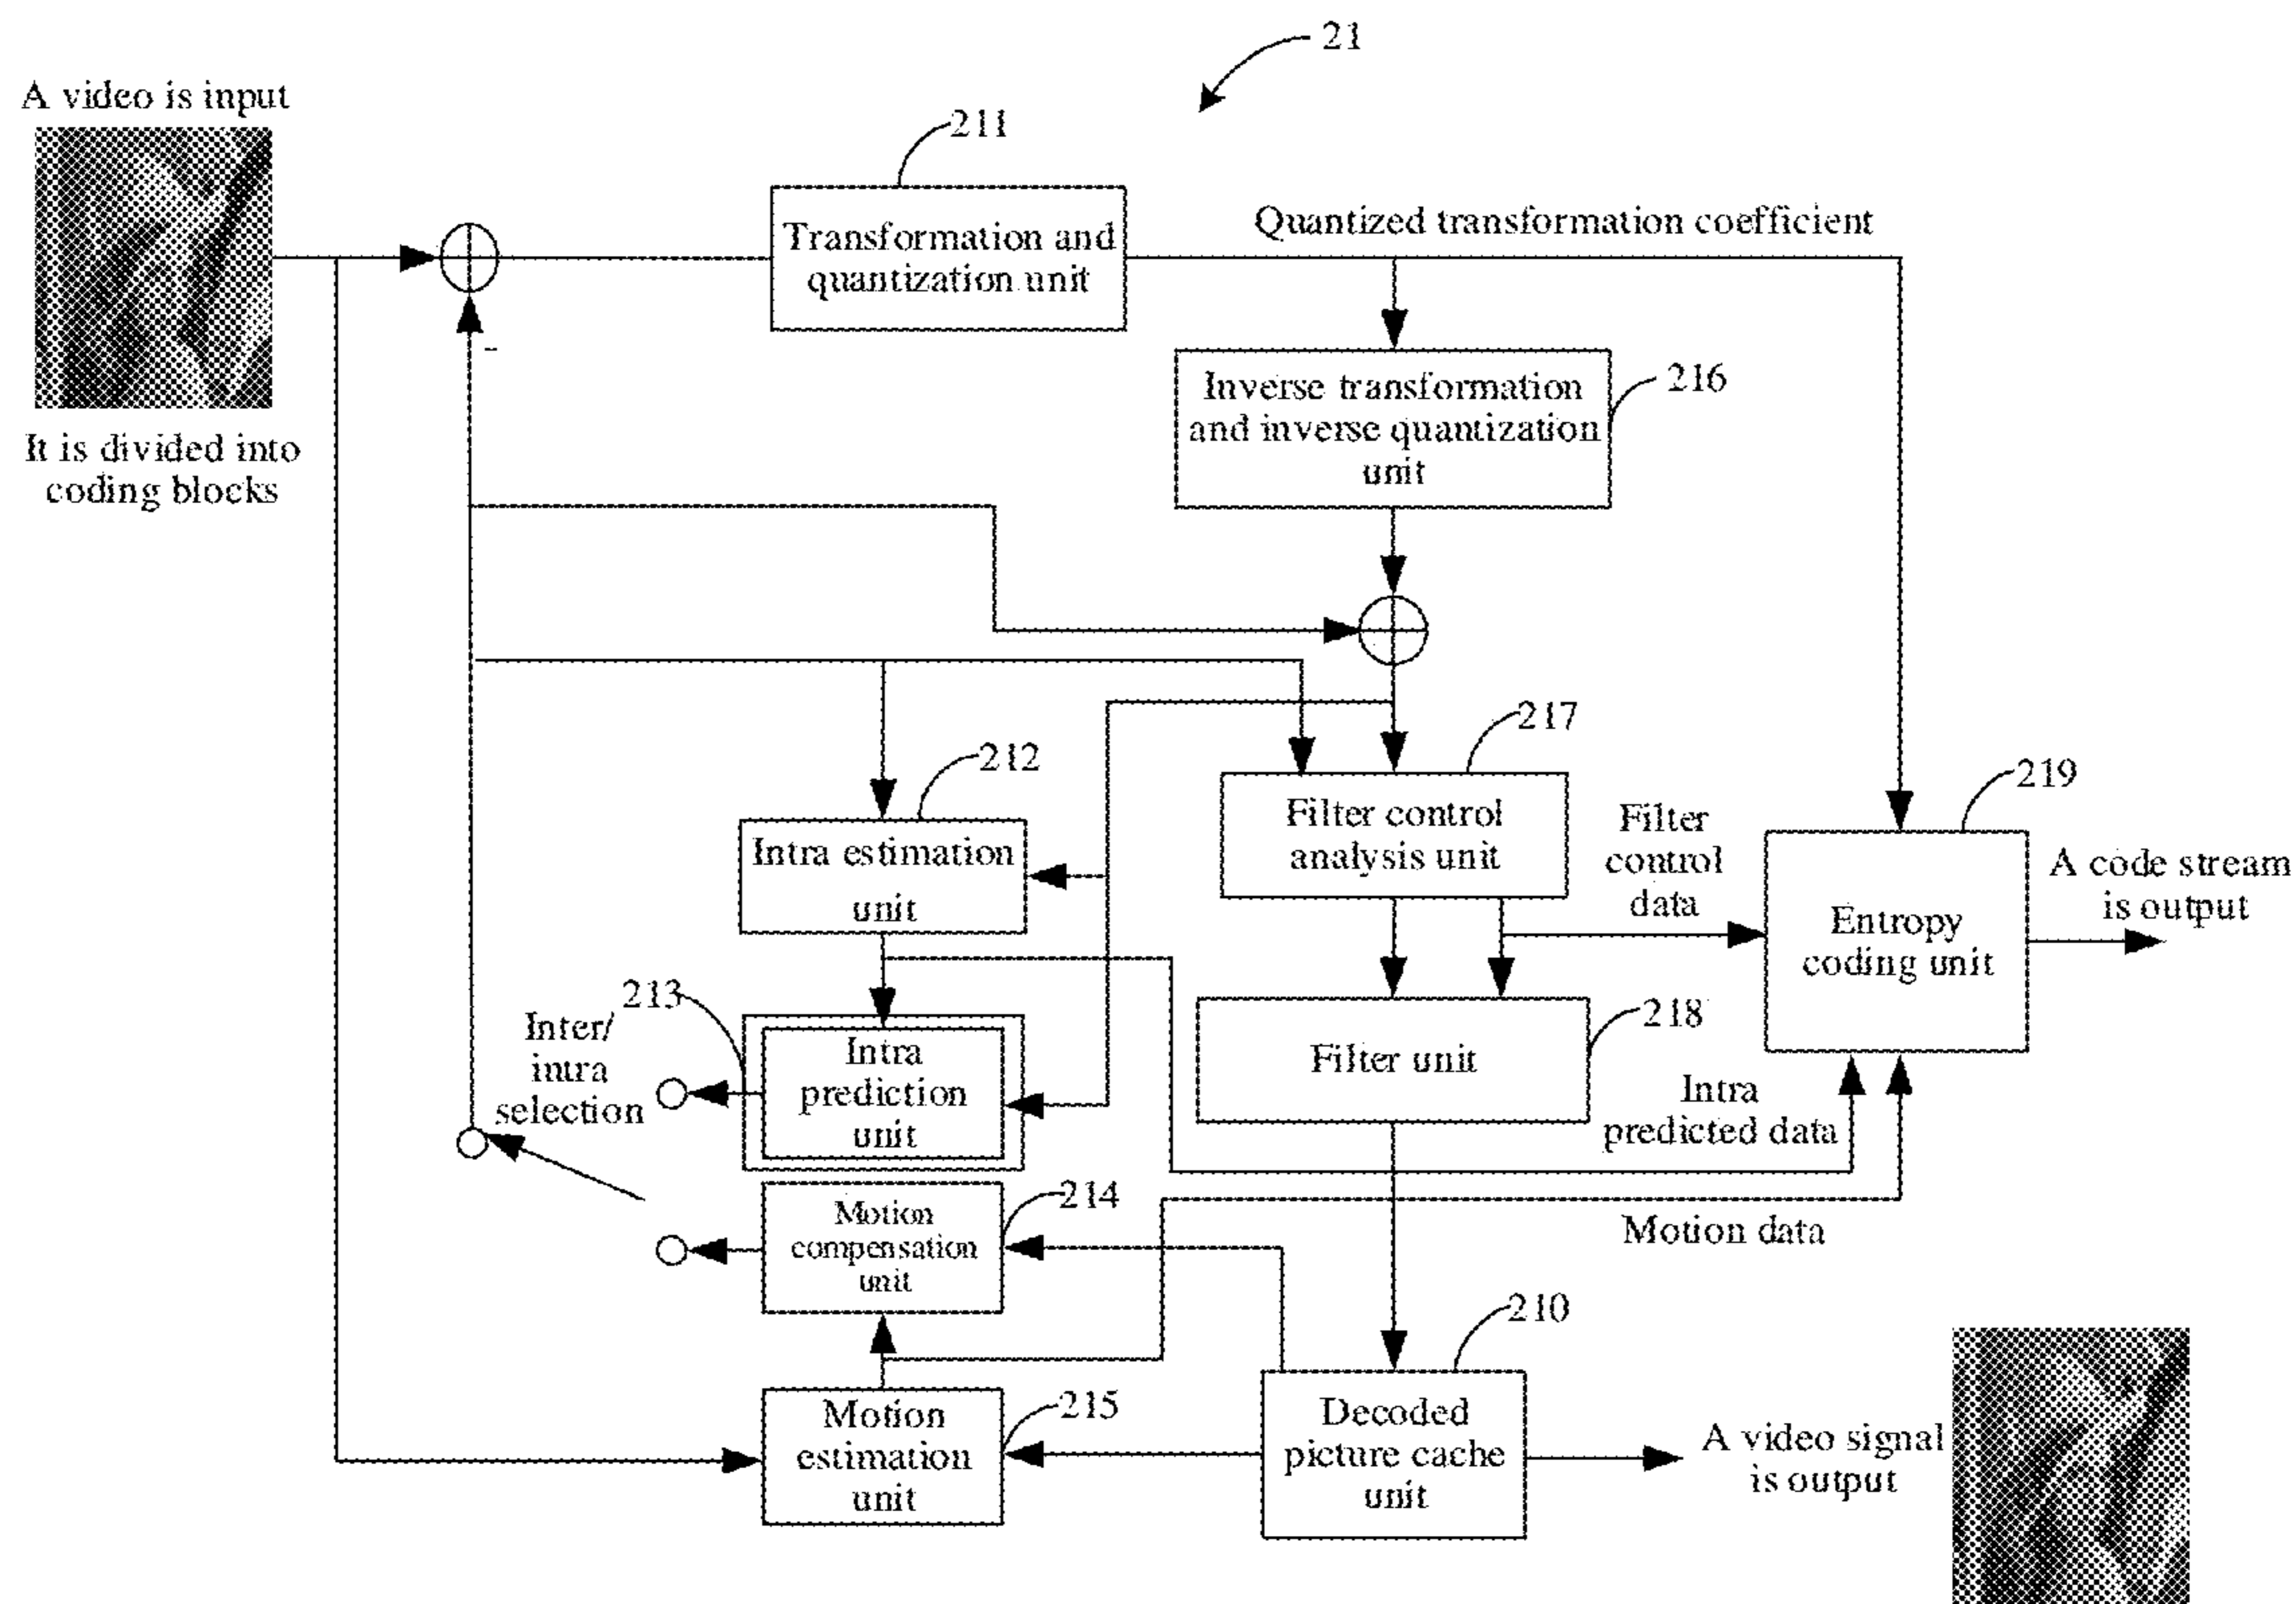 21
A video is input
211
Transformation and
quantization unit
Quantized transformation coefficient
It is divided into
coding blocks
-
Inverse transformation
and inverse quantization
unit
216
217
Filter control
analysis unit
212
Intra estimation
unit
Filter
control
data
219
Entropy
coding unit
A code stream
is output
213
Inter/
intra
selection
Intra
prediction
unit
218
Filter unit
Intra
predicted data
214
Motion
compensation
unit
Motion data
210
215
Motion
estimation
unit
Decoded
picture cache
unit
A video signal
is output